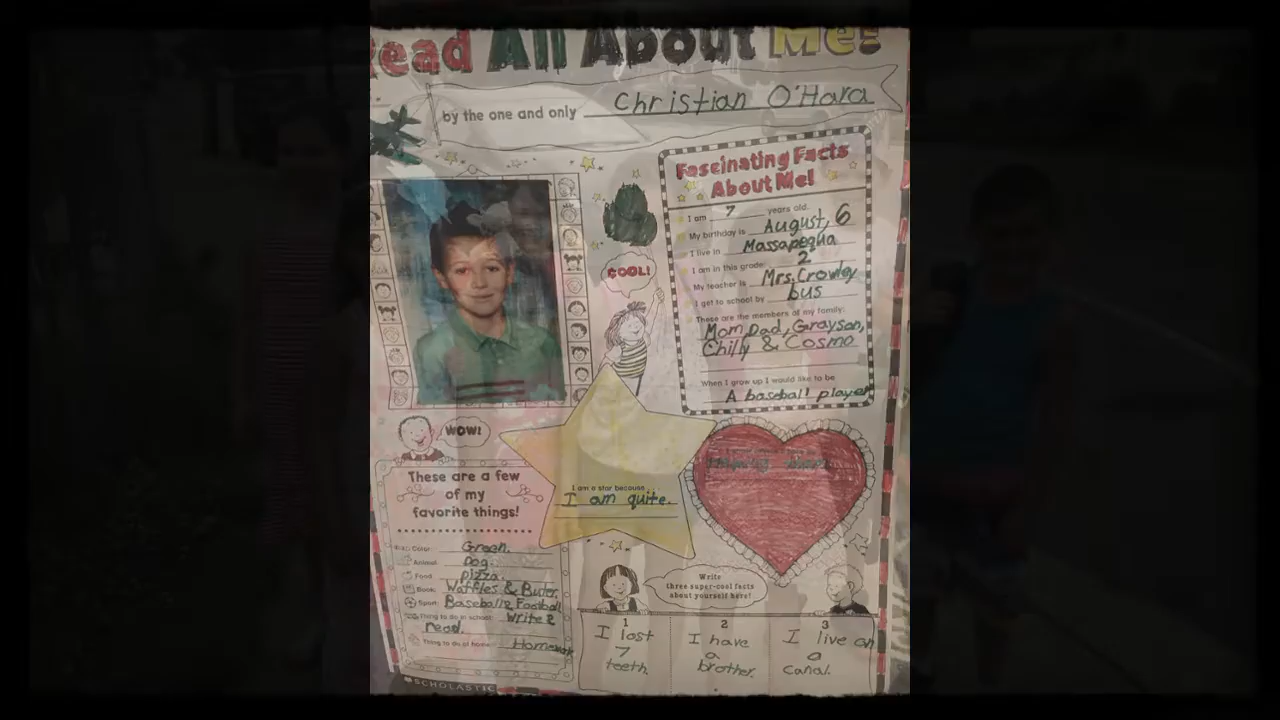 Read All About Me!
by the one and only Christian O'Hara
Fascinating Facts
About Me!
I am 7 years old.
My birthday is August, 6
I live in Massapequa
I am in this grade: 2
My teacher is Mrs. Crowley
I get to school by bus
These are the members of my family:
Mom, Dad, Grayson,
Chilly & Cosmo
When I grow up I would like to be
A baseball player
COOL!
WOW!
These are a few
of my
favorite things!
Color: Green.
Animal: Dog.
Food: pizza.
Book: Waffles & Buter.
Sport: Baseball & Football
Thing to do in school: Write &
read.
Thing to do at home: Homework
I am a star because...
I am quite.
Write
three super-cool facts
about yourself here!
1
I lost
7
teeth.
2
I have
a
brother.
3
I live on
a
canal.
SCHOLASTIC